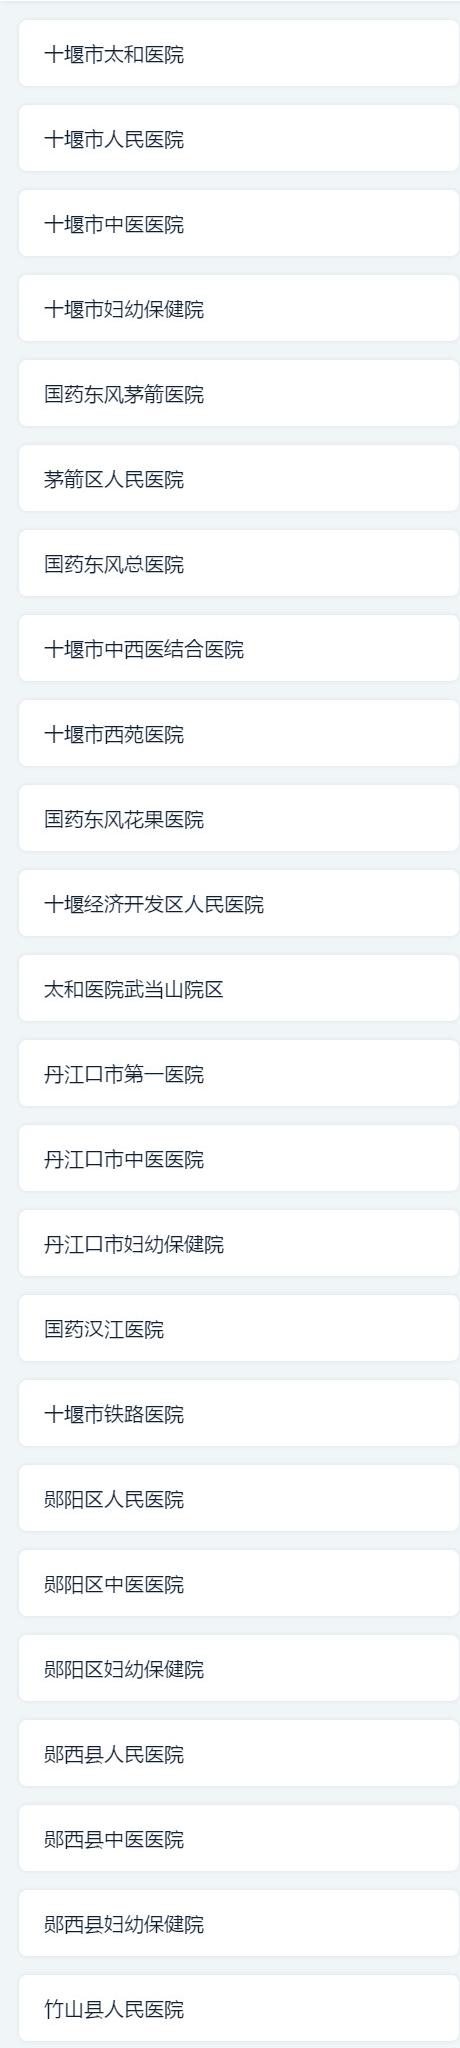 十堰市太和医院
十堰市人民医院
十堰市中医医院
十堰市妇幼保健院
国药东风茅箭医院
茅箭区人民医院
国药东风总医院
十堰市中西医结合医院
十堰市西苑医院
国药东风花果医院
十堰经济开发区人民医院
太和医院武当山院区
丹江口市第一医院
丹江口市中医医院
丹江口市妇幼保健院
国药汉江医院
十堰市铁路医院
郧阳区人民医院
郧阳区中医医院
郧阳区妇幼保健院
郧西县人民医院
郧西县中医医院
郧西县妇幼保健院
竹山县人民医院